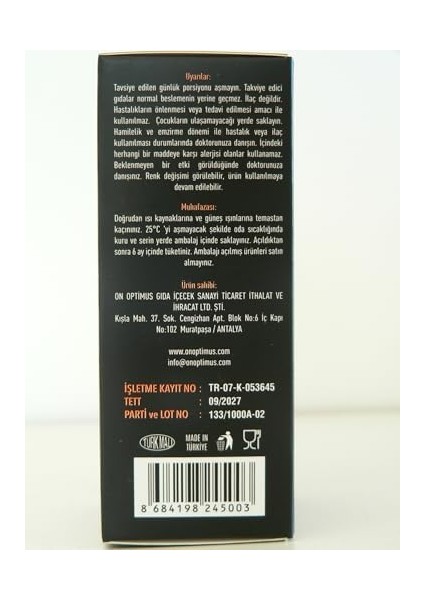 Uyarılar:
Tavsiye edilen günlük porsiyonu aşmayın. Takviye edici
gıdalar normal beslemenin yerine geçmez. İlaç değildir.
Hastalıkların önlenmesi veya tedavi edilmesi amacı ile
kullanılmaz. Çocukların ulaşamayacağı yerde saklayın.
Hamilelik ve emzirme dönemi ile hastalık veya ilaç
kullanılması durumlarında doktorunuza danışın. İçindeki
herhangi bir maddeye karşı alerjisi olanlar kullanamaz.
Beklenmeyen bir etki görüldüğünde doktorunuza
danışınız. Renk değişimi görülebilir, ürün kullanılmaya
devam edilebilir.
Muhafazası:
Doğrudan ısı kaynaklarına ve güneş ışınlarına temastan
kaçınınız. 25°C 'yi aşmayacak şekilde oda sıcaklığında
kuru ve serin yerde ambalaj içinde saklayınız. Açıldıktan
sonra 6 ay içinde tüketiniz. Ambalajı açılmış ürünleri satın
almayınız.
Ürün sahibi:
ON OPTİMUS GIDA İÇECEK SANAYİ TİCARET İTHALAT VE
İHRACAT LTD. ŞTİ.
Kışla Mah. 37. Sok. Cengizhan Apt. Blok No:6 İç Kapı
No:102 Muratpaşa / ANTALYA
www.onoptimus.com
info@onoptimus.com
İŞLETME KAYIT NO : TR-07-K-053645
TETT : 09/2027
PARTİ ve LOT NO : 133/1000A-02
TÜRK MALI
MADE IN
TÜRKİYE
8 684198 245003